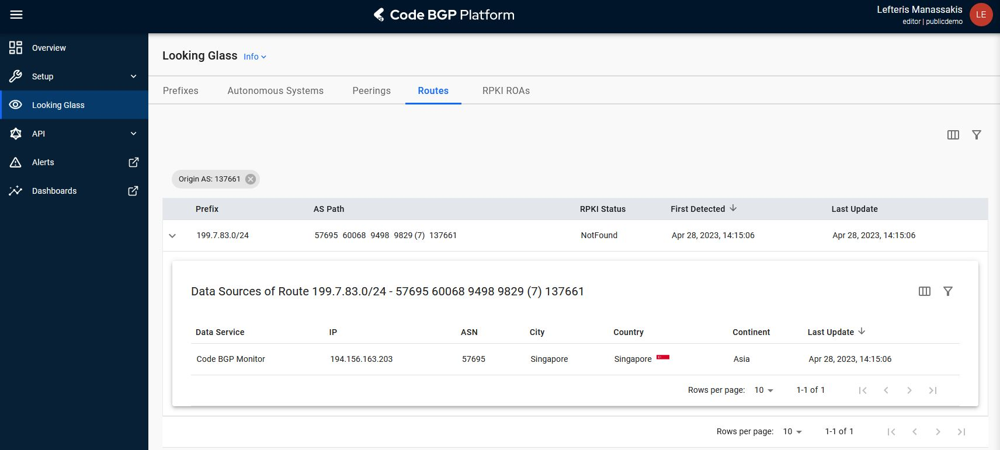 Code BGP Platform
Lefteris Manassakis
editor | publicdemo
LE
Overview
Setup
Looking Glass
API
Alerts
Dashboards
Looking Glass Info
Prefixes Autonomous Systems Peerings Routes RPKI ROAs
Origin AS: 137661
Prefix AS Path RPKI Status First Detected Last Update
199.7.83.0/24 57695 60068 9498 9829 (7) 137661 NotFound Apr 28, 2023, 14:15:06 Apr 28, 2023, 14:15:06
Data Sources of Route 199.7.83.0/24 - 57695 60068 9498 9829 (7) 137661
Data Service IP ASN City Country Continent Last Update
Code BGP Monitor 194.156.163.203 57695 Singapore Singapore Asia Apr 28, 2023, 14:15:06
Rows per page: 10 1-1 of 1
Rows per page: 10 1-1 of 1